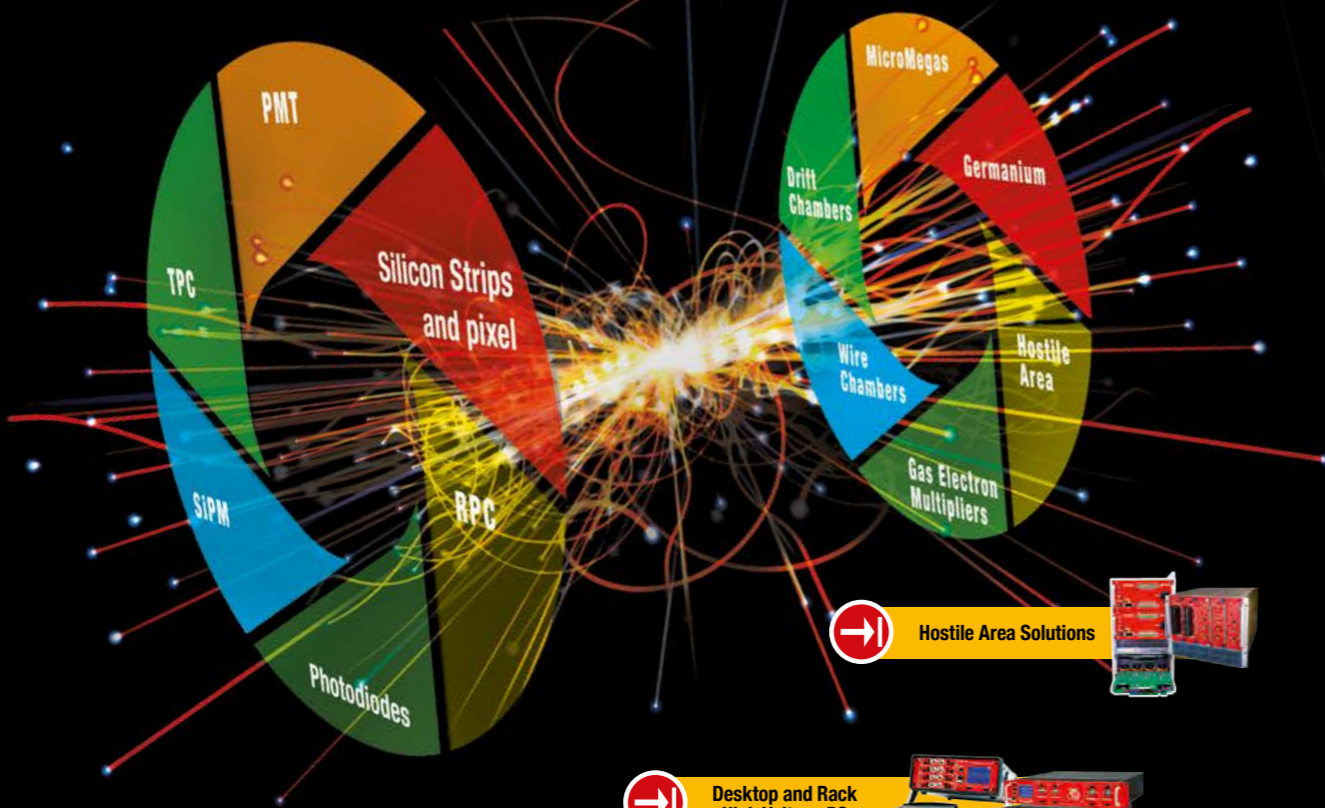 PMT
TPC
Silicon Strips
and pixel
SiPM
RPC
Photodiodes
MicroMegas
Drift
Chambers
Germanium
Wire
Chambers
Hostile
Area
Gas Electron
Multipliers
Hostile Area Solutions
Desktop and Rack